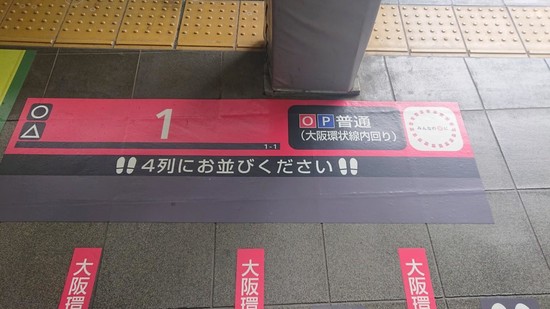 1
O P 普通
(大阪環状線内回り)
1-1
4列にお並びください
大阪環
大阪環
大阪環